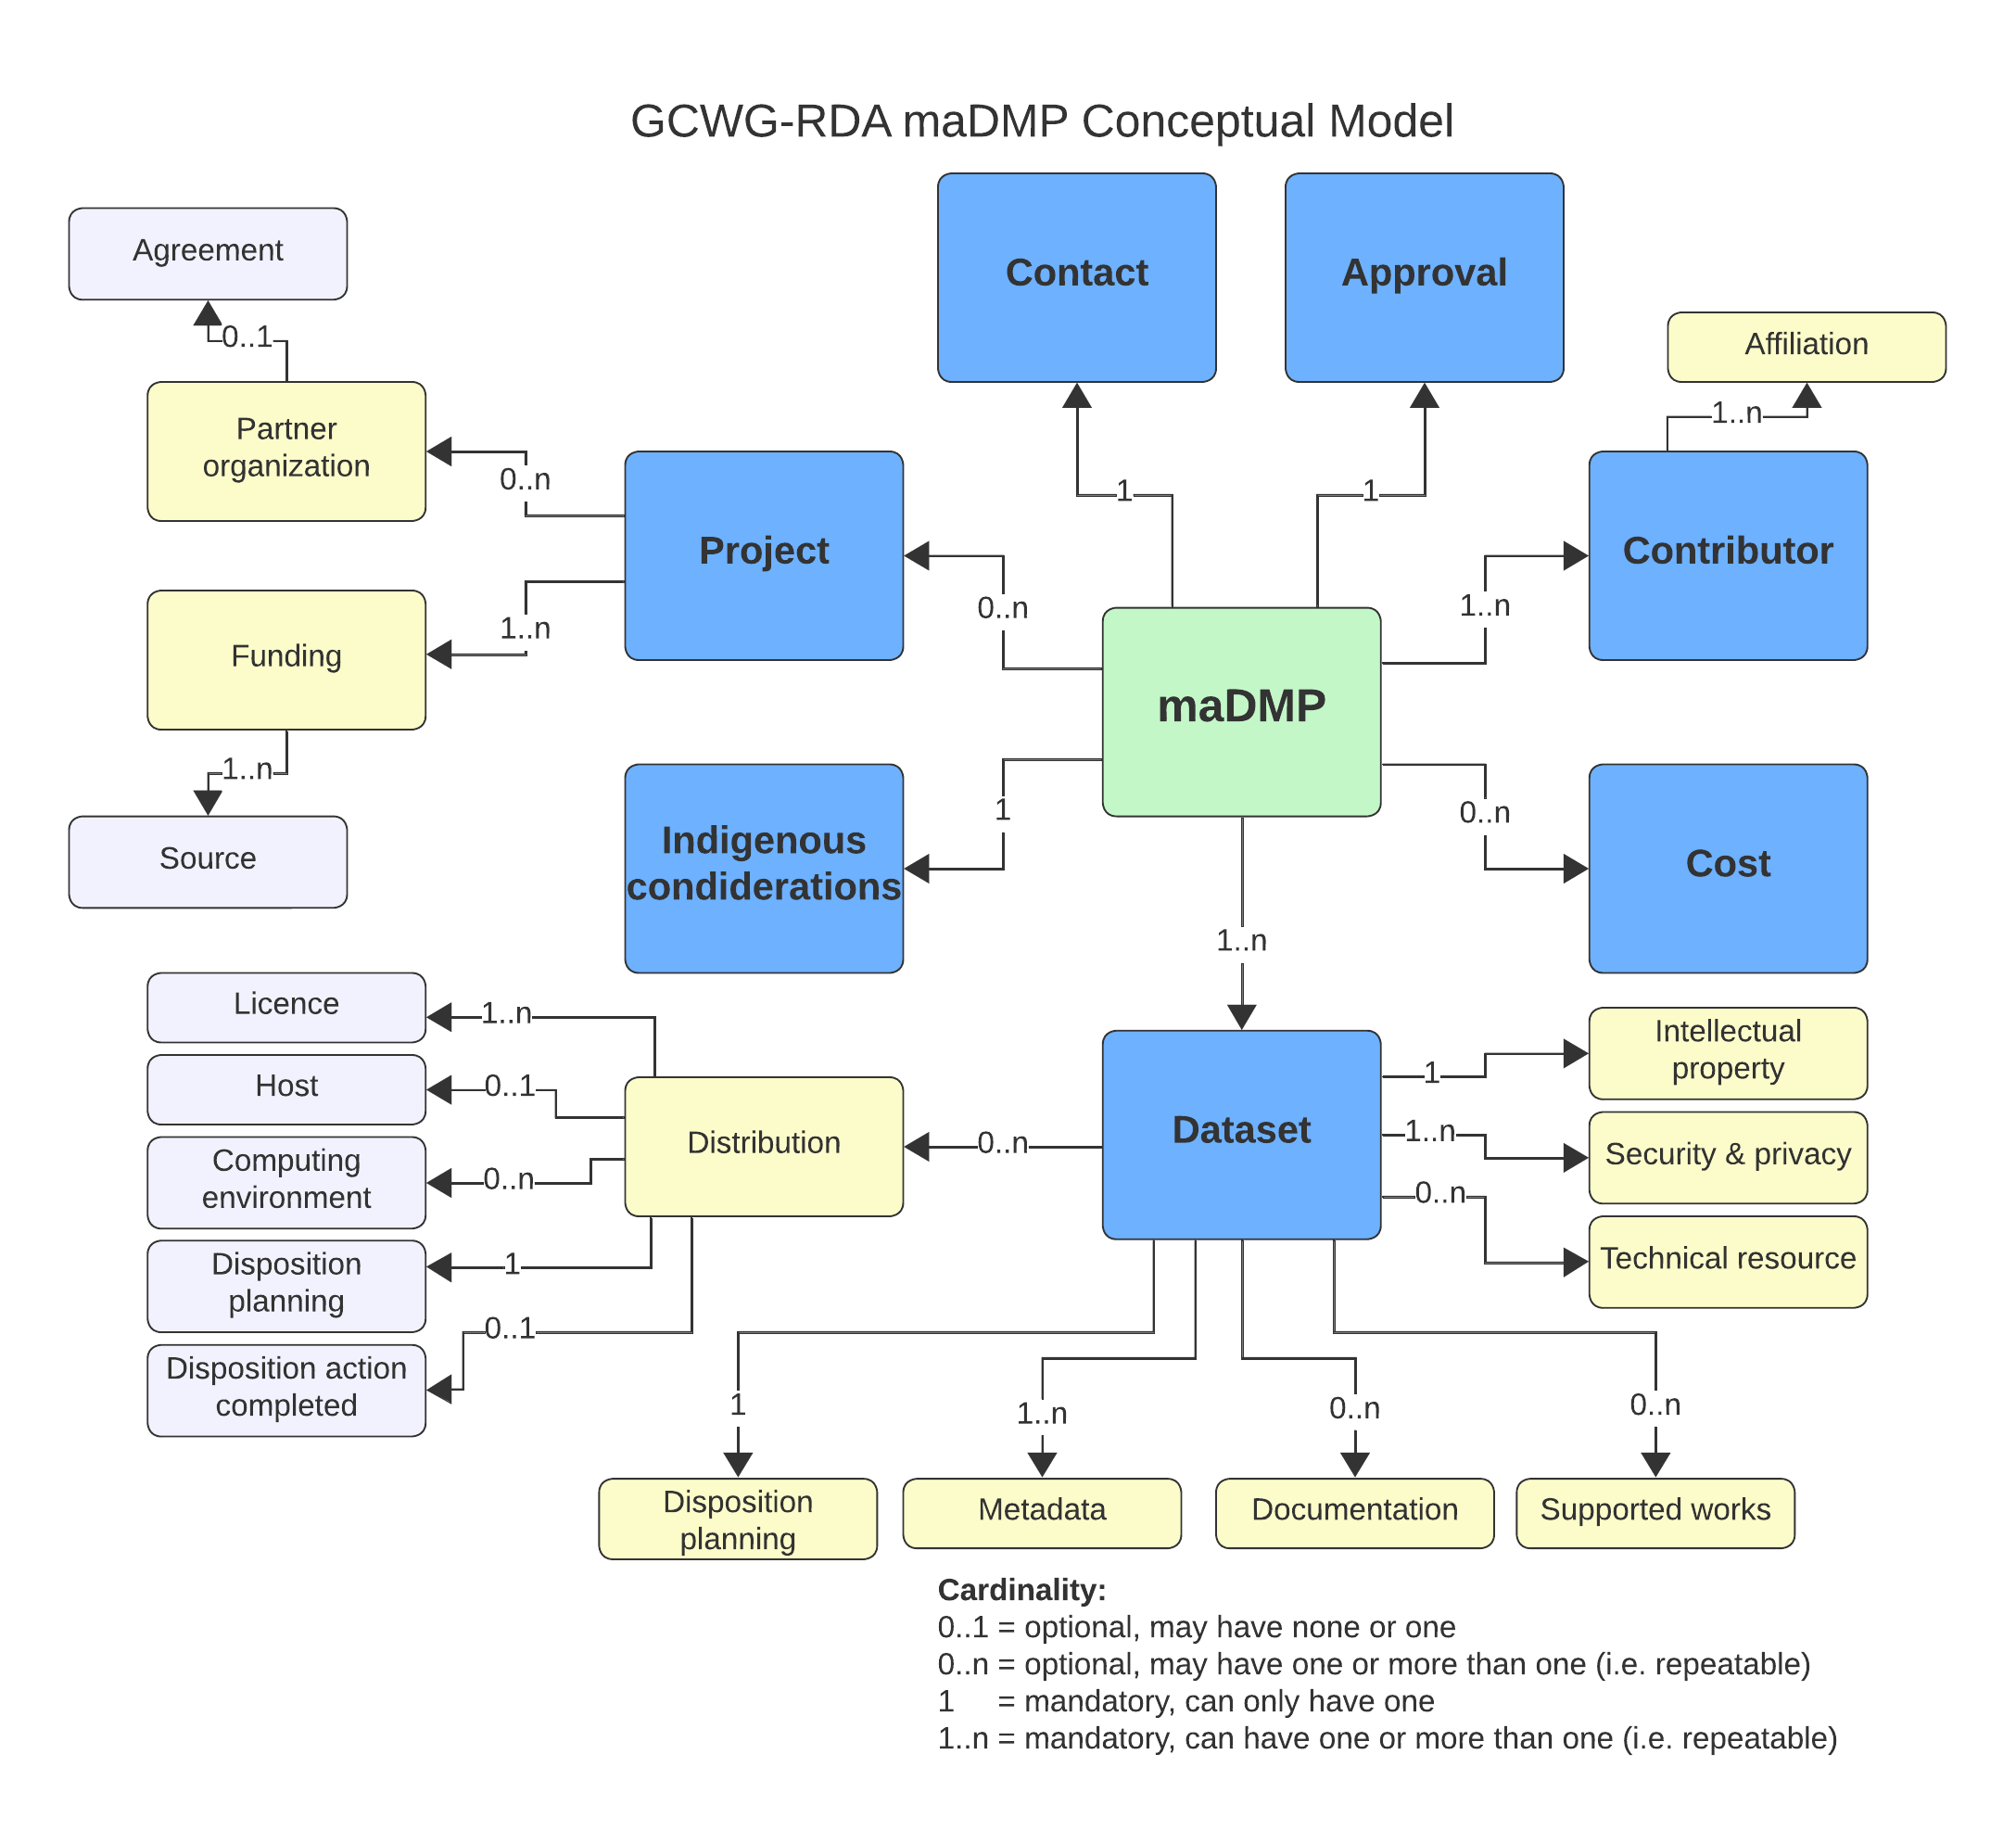 GCWG-RDA maDMP Conceptual Model
Agreement
Contact
Approval
Affiliation
0..1
1..n
Partner
organization
0..n
1
1
Project
Contributor
0..n
1..n
Funding
1..n
maDMP
1..n
Source
1
Indigenous
condiderations
0..n
Cost
1..n
Licence
1..n
Host
0..1
Computing
environment
0..n
Disposition
planning
1
Disposition action
completed
0..1
Distribution
0..n
Dataset
1
Intellectual
property
1..n
Security & privacy
0..n
Technical resource
1
1..n
0..n
0..n
Disposition
planning
Metadata
Documentation
Supported works
Cardinality:
0..1 = optional, may have none or one
0..n = optional, may have one or more than one (i.e. repeatable)
1 = mandatory, can only have one
1..n = mandatory, can have one or more than one (i.e. repeatable)